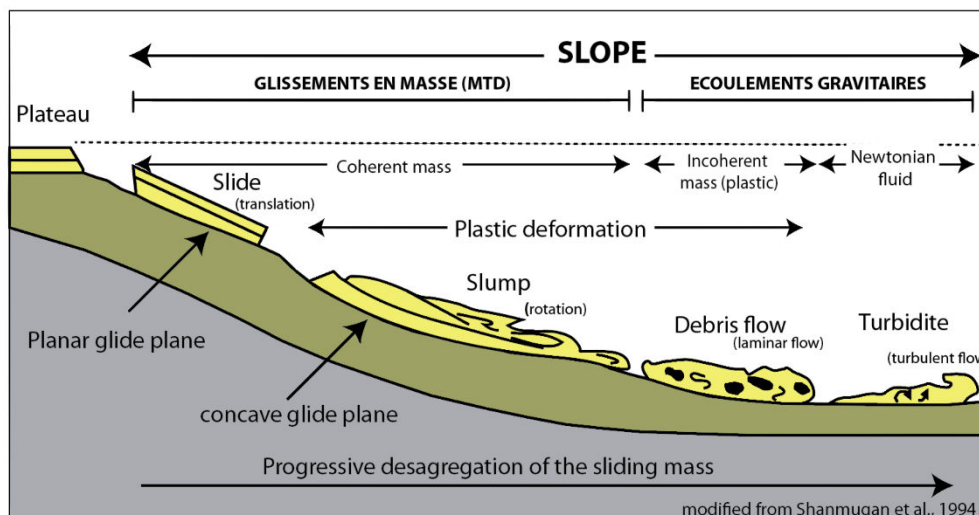 SLOPE
GLISSEMENTS EN MASSE (MTD)
ECOULEMENTS GRAVITAIRES
Plateau
Coherent mass
Incoherent
mass (plastic)
Newtonian
fluid
Slide
(translation)
Plastic deformation
Slump
(rotation)
Planar glide plane
Debris flow
(laminar flow)
Turbidite
(turbulent flow
concave glide plane
Progressive desagregation of the sliding mass
modified from Shanmugan et al., 1994